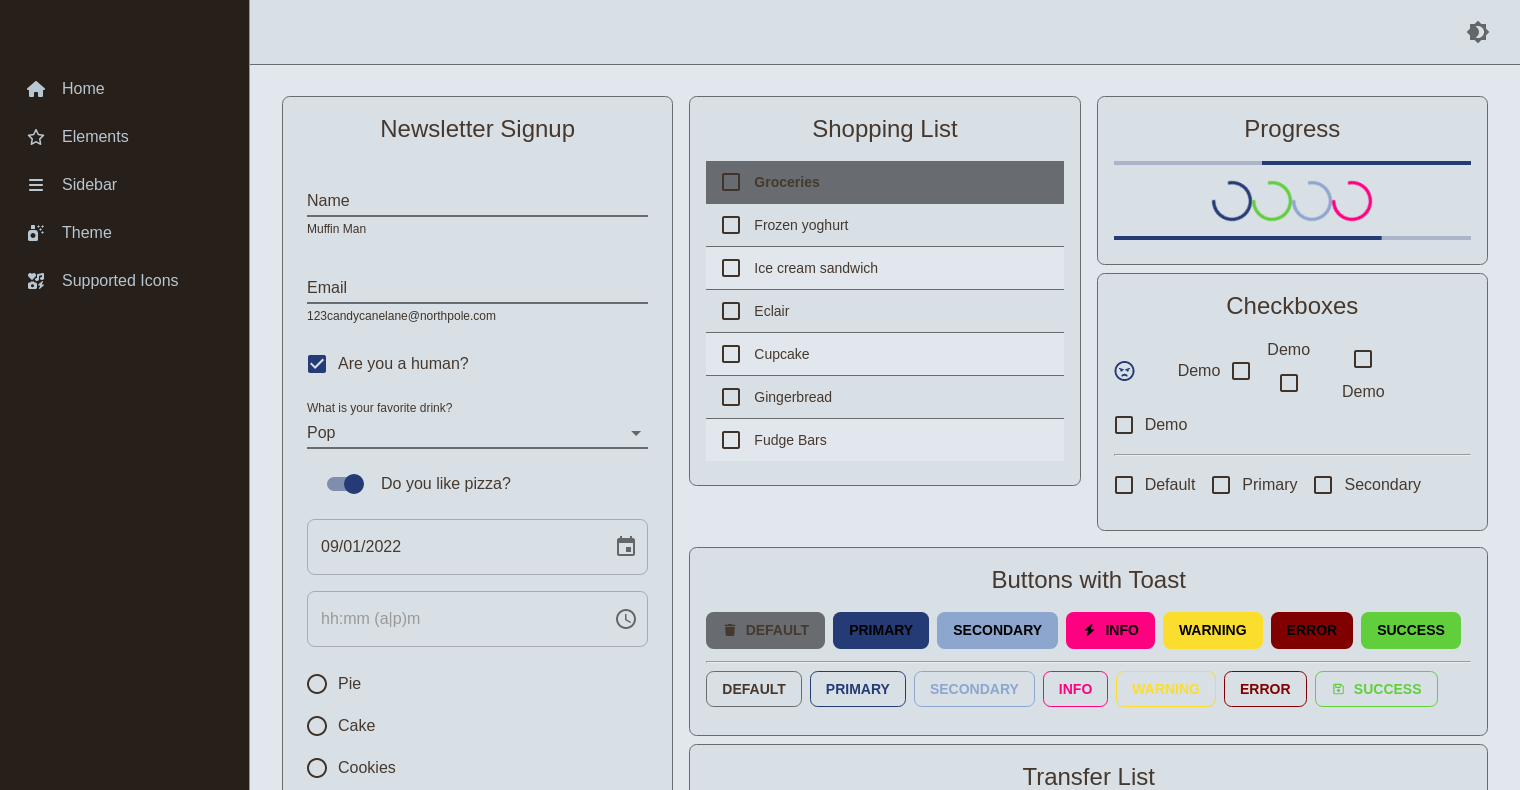 Home
Elements
Sidebar
Theme
Supported Icons
Newsletter Signup
Name
Muffin Man
Email
123candycanelane@northpole.com
Are you a human?
What is your favorite drink?
Pop
Do you like pizza?
09/01/2022
hh:mm (a|p)m
Pie
Cake
Cookies
Shopping List
Groceries
Frozen yoghurt
Ice cream sandwich
Eclair
Cupcake
Gingerbread
Fudge Bars
Progress
Checkboxes
Demo
Demo
Demo
Demo
Default Primary Secondary
Buttons with Toast
DEFAULT PRIMARY SECONDARY INFO WARNING ERROR SUCCESS
DEFAULT PRIMARY SECONDARY INFO WARNING ERROR SUCCESS
Transfer List